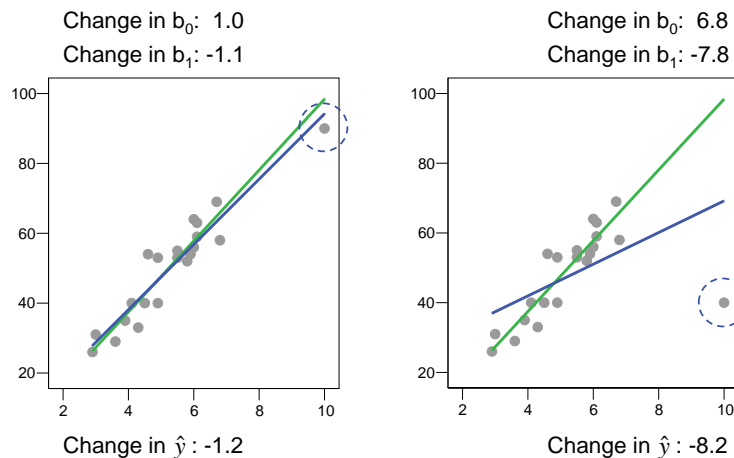 Change in b₀: 1.0
Change in b₁: -1.1
100
80
60
40
20
2 4 6 8 10
Change in ŷ : -1.2
Change in b₀: 6.8
Change in b₁: -7.8
100
80
60
40
20
2 4 6 8 10
Change in ŷ : -8.2